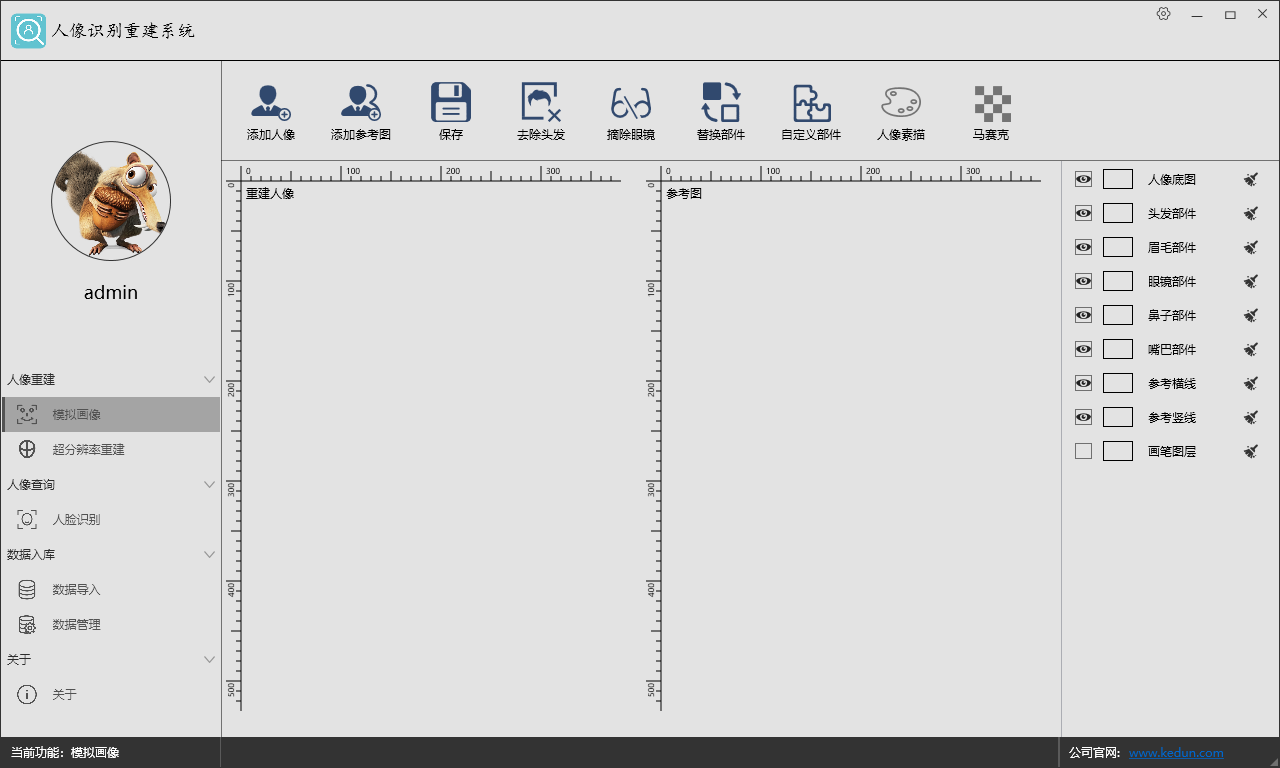 人像识别重建系统
添加人像
添加参考图
保存
去除头发
摘除眼镜
替换部件
自定义部件
人像素描
马赛克
admin
人像重建
模拟画像
超分辨率重建
人像查询
人脸识别
数据入库
数据导入
数据管理
关于
关于
0 100 200 300
0
100
200
300
400
500
重建人像
0 100 200 300
0
100
200
300
400
500
参考图
人像底图
头发部件
眉毛部件
眼镜部件
鼻子部件
嘴巴部件
参考横线
参考竖线
画笔图层
当前功能：模拟画像
公司官网: www.kedun.com